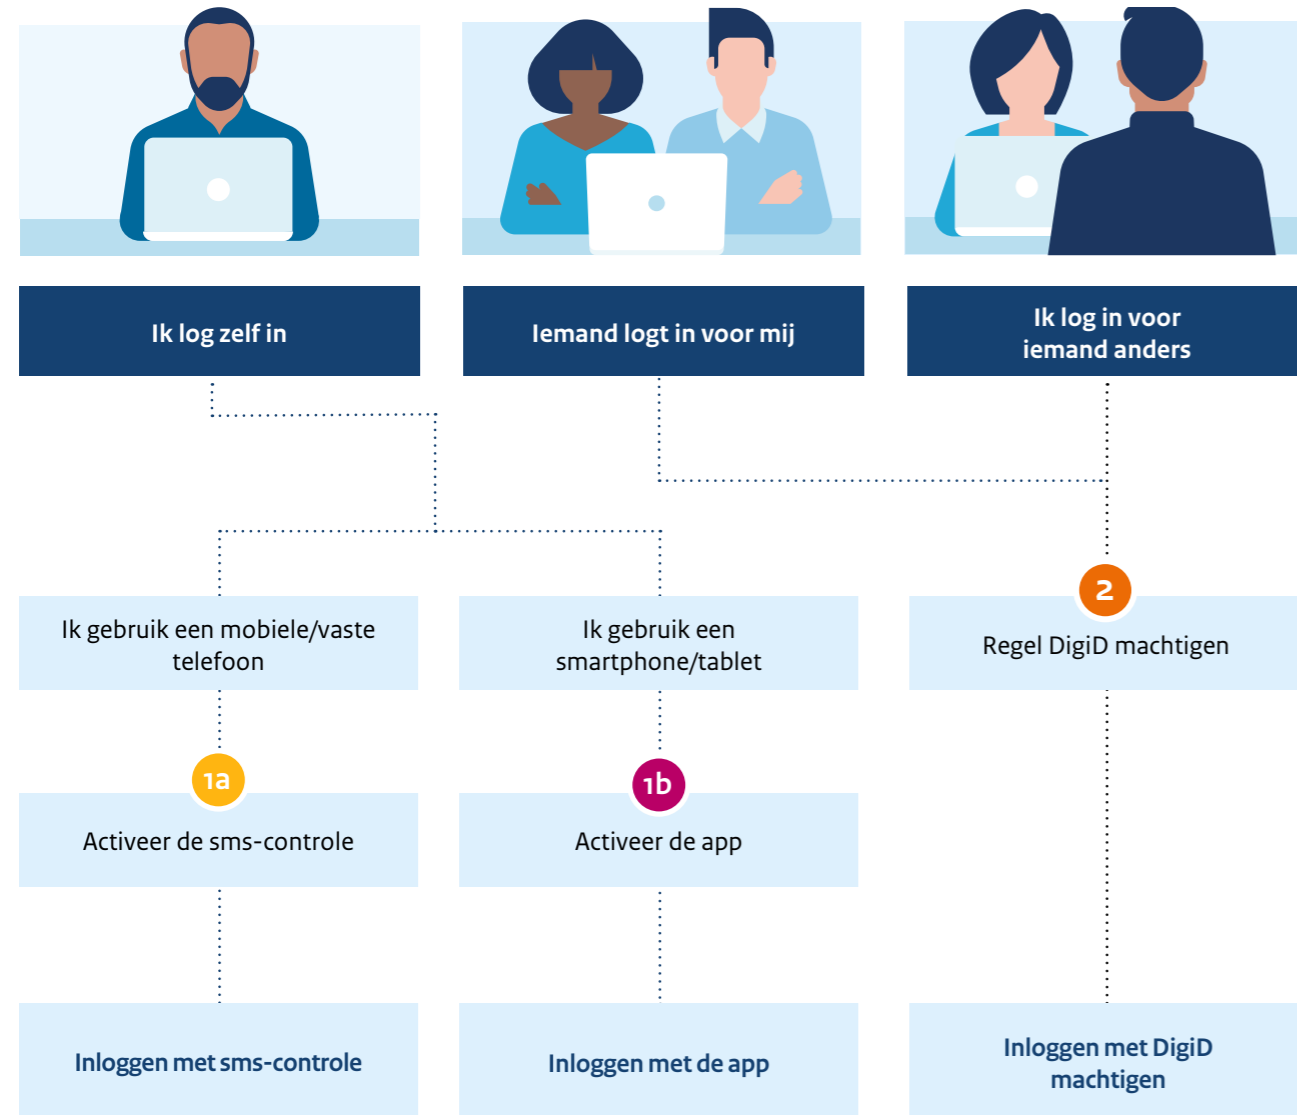 Ik log zelf in
Iemand logt in voor mij
Ik log in voor
iemand anders
Ik gebruik een mobiele/vaste
telefoon
Ik gebruik een
smartphone/tablet
2
Regel DigiD machtigen
1a
Activeer de sms-controle
1b
Activeer de app
Inloggen met sms-controle
Inloggen met de app
Inloggen met DigiD
machtigen